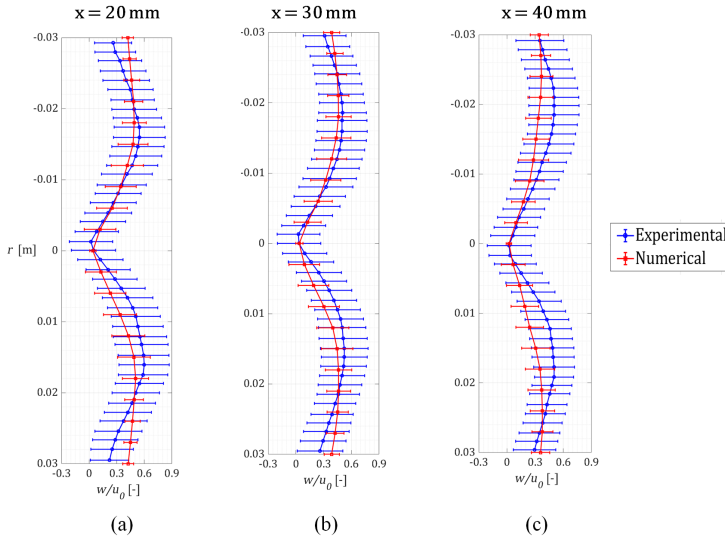 x = 20 mm
x = 30 mm
x = 40 mm
-0.03
-0.02
-0.01
r [m]
0
0.01
0.02
0.03
-0.3 0 0.3 0.6 0.9
w/u0 [-]
-0.03
-0.02
-0.01
0
0.01
0.02
0.03
-0.3 0 0.3 0.6 0.9
w/u0 [-]
-0.03
-0.02
-0.01
0
0.01
0.02
0.03
-0.3 0 0.3 0.6 0.9
w/u0 [-]
Experimental
Numerical
(a)
(b)
(c)